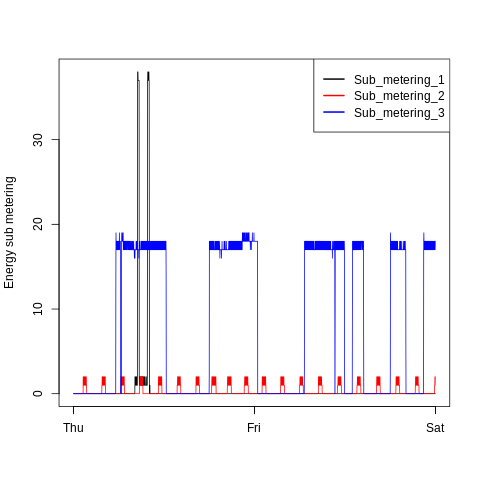 Sub_metering_1
Sub_metering_2
Sub_metering_3
Energy sub metering
30
20
10
0
Thu Fri Sat